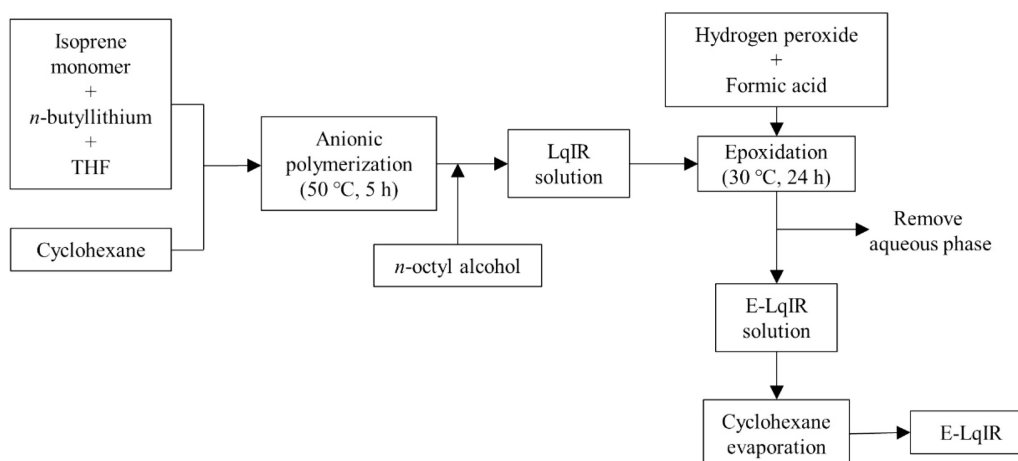 Isoprene
monomer
+
n-butyllithium
+
THF
Cyclohexane
Anionic
polymerization
(50 °C, 5 h)
n-octyl alcohol
LqIR
solution
Hydrogen peroxide
+
Formic acid
Epoxidation
(30 °C, 24 h)
Remove
aqueous phase
E-LqIR
solution
Cyclohexane
evaporation
E-LqIR